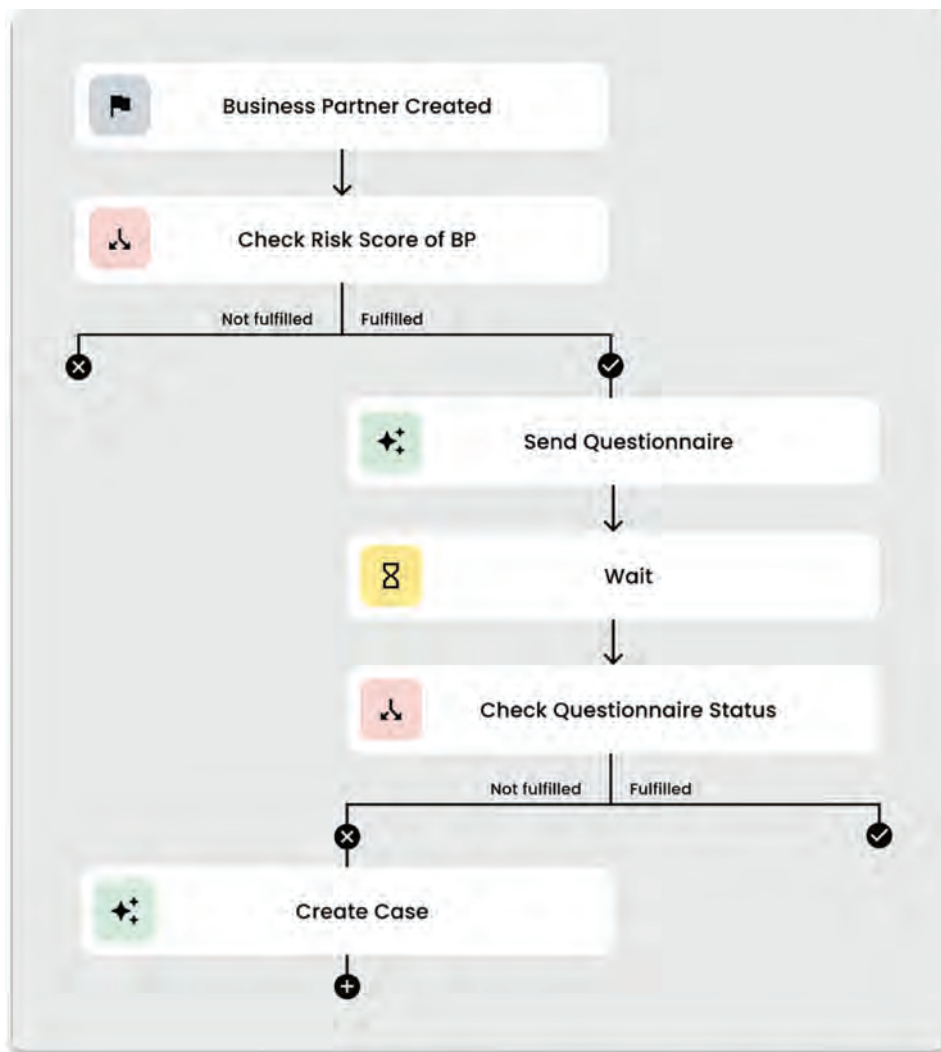 Business Partner Created
Check Risk Score of BP
Not fulfilled
Fulfilled
Send Questionnaire
Wait
Check Questionnaire Status
Not fulfilled
Fulfilled
Create Case